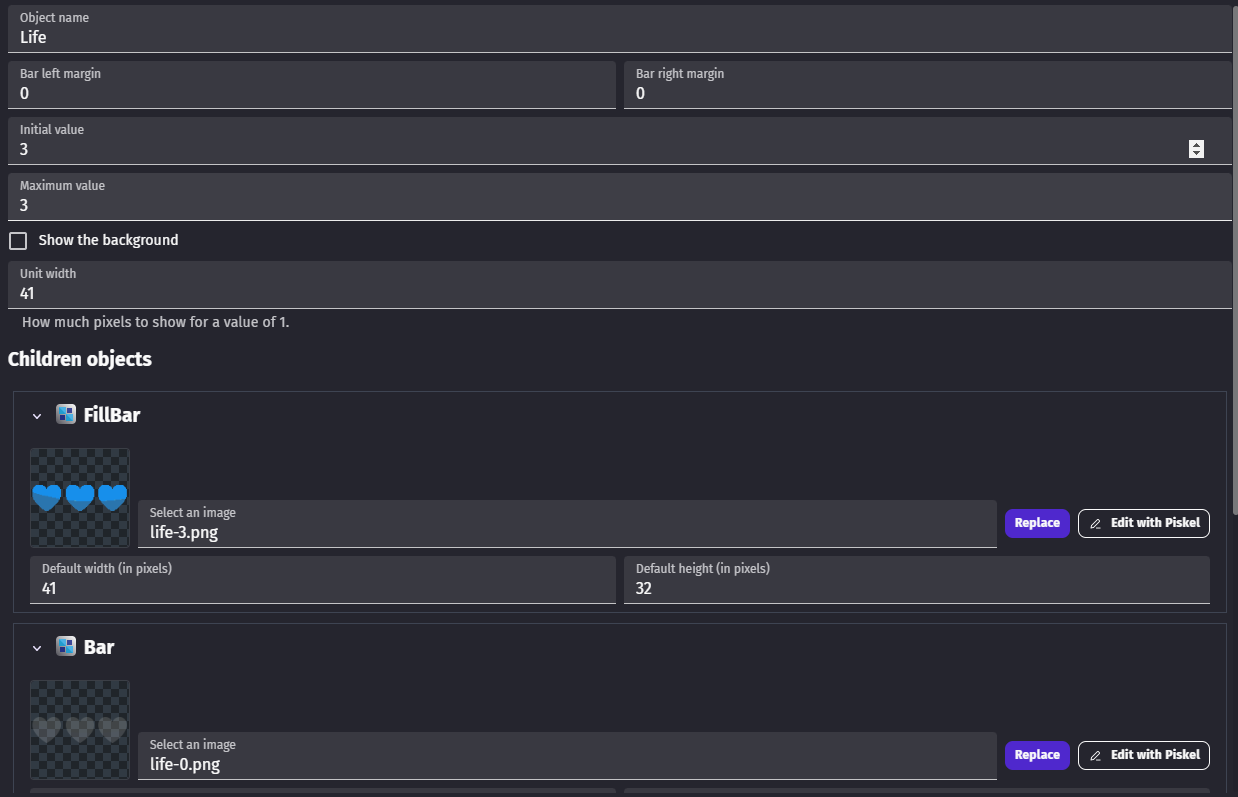 Object name
Life
Bar left margin
0
Bar right margin
0
Initial value
3
Maximum value
3
Show the background
Unit width
41
How much pixels to show for a value of 1.
Children objects
FillBar
Select an image
life-3.png
Replace
Edit with Piskel
Default width (in pixels)
41
Default height (in pixels)
32
Bar
Select an image
life-0.png
Replace
Edit with Piskel